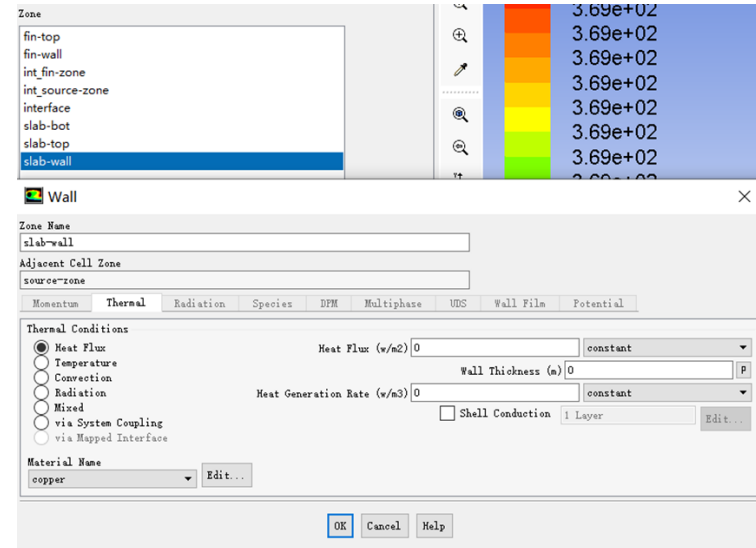 Zone
fin-top
fin-wall
int_fin-zone
int_source-zone
interface
slab-bot
slab-top
slab-wall
3.69e+02
3.69e+02
3.69e+02
3.69e+02
3.69e+02
3.69e+02
3.69e+02
3.69e+02
Wall
Zone Name
slab-wall
Adjacent Cell Zone
source-zone
Momentum Thermal Radiation Species DPM Multiphase UDS Wall Film Potential
Thermal Conditions
Heat Flux
Temperature
Convection
Radiation
Mixed
via System Coupling
via Mapped Interface
Heat Flux (w/m2) 0 constant
Wall Thickness (m) 0 P
Heat Generation Rate (w/m3) 0 constant
Shell Conduction 1 Layer Edit...
Material Name
copper Edit...
OK Cancel Help